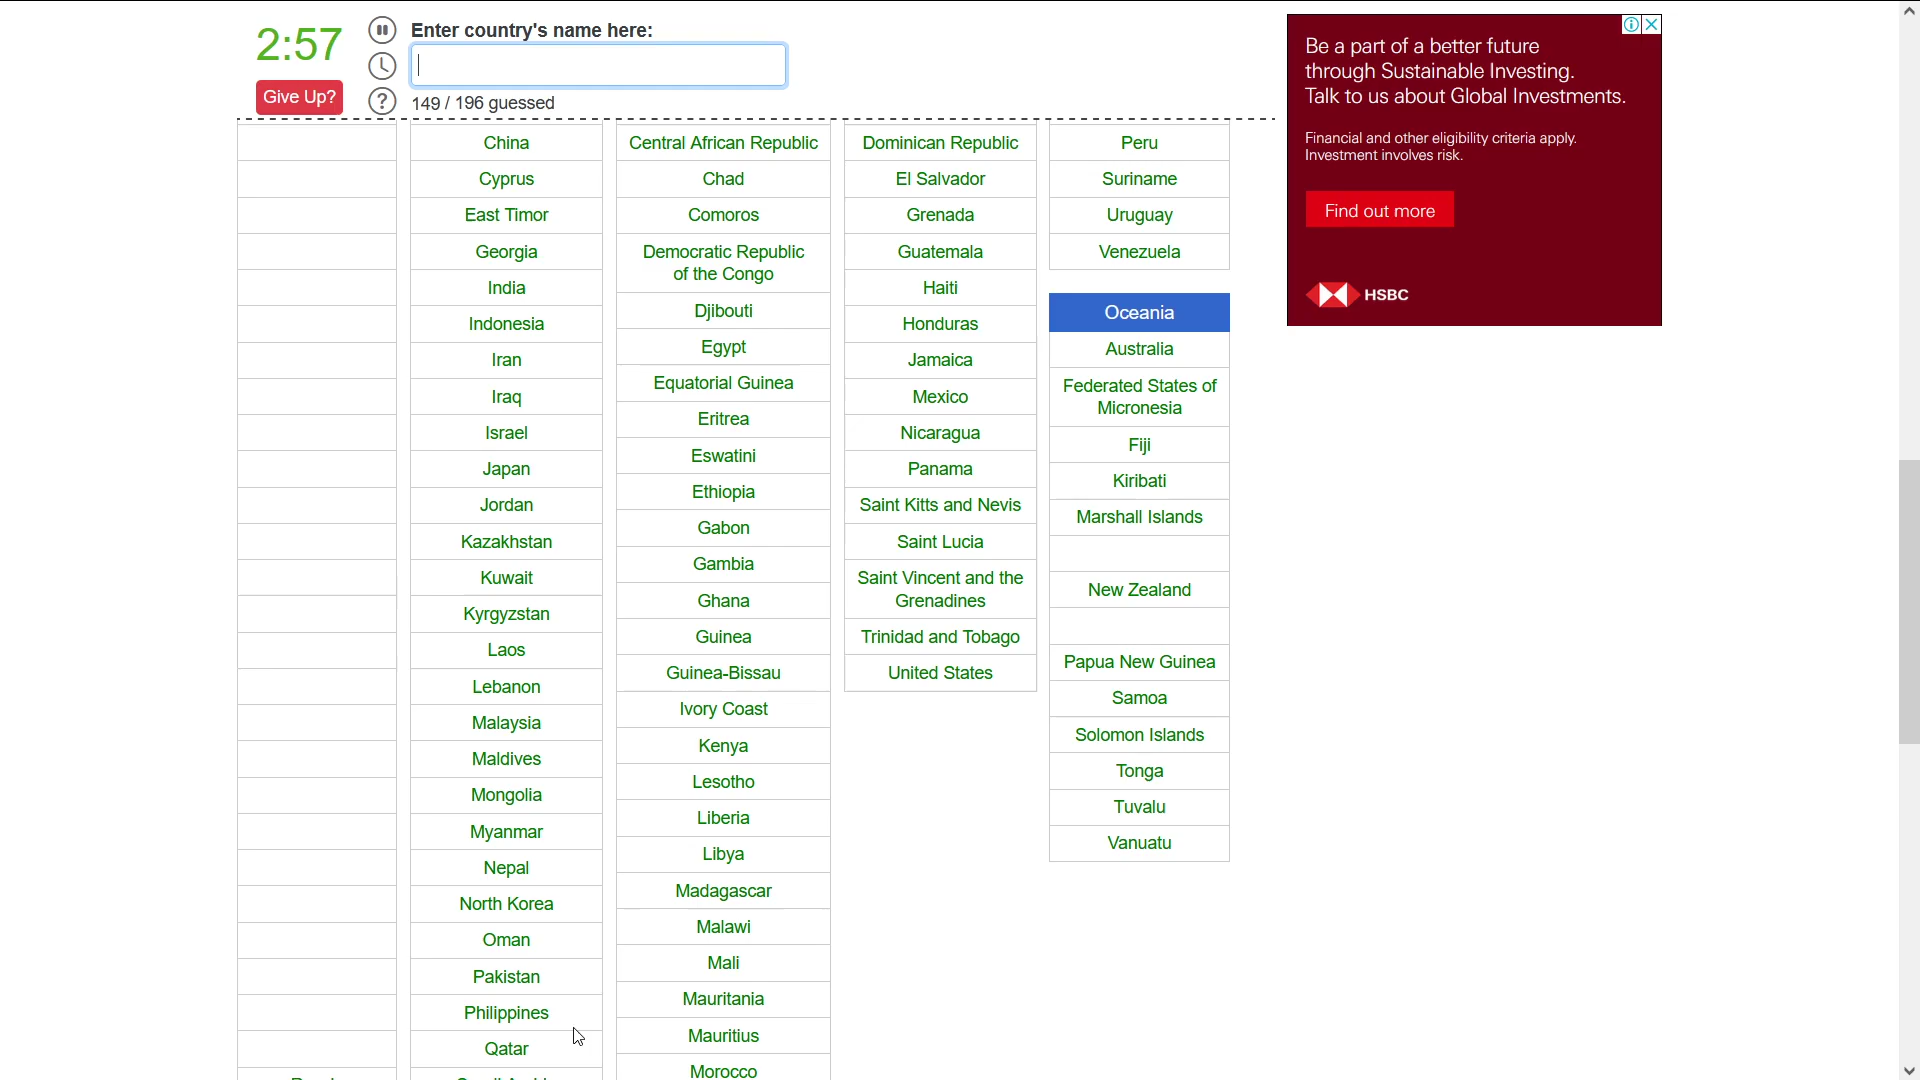 2:57
Give Up?
Enter country's name here:
149 / 196 guessed
China
Cyprus
East Timor
Georgia
India
Indonesia
Iran
Iraq
Israel
Japan
Jordan
Kazakhstan
Kuwait
Kyrgyzstan
Laos
Lebanon
Malaysia
Maldives
Mongolia
Myanmar
Nepal
North Korea
Oman
Pakistan
Philippines
Qatar
Central African Republic
Chad
Comoros
Democratic Republic
of the Congo
Djibouti
Egypt
Equatorial Guinea
Eritrea
Eswatini
Ethiopia
Gabon
Gambia
Ghana
Guinea
Guinea-Bissau
Ivory Coast
Kenya
Lesotho
Liberia
Libya
Madagascar
Malawi
Mali
Mauritania
Mauritius
Morocco
Dominican Republic
El Salvador
Grenada
Guatemala
Haiti
Honduras
Jamaica
Mexico
Nicaragua
Panama
Saint Kitts and Nevis
Saint Lucia
Saint Vincent and the
Grenadines
Trinidad and Tobago
United States
Peru
Suriname
Uruguay
Venezuela
Oceania
Australia
Federated States of
Micronesia
Fiji
Kiribati
Marshall Islands
New Zealand
Papua New Guinea
Samoa
Solomon Islands
Tonga
Tuvalu
Vanuatu
Be a part of a better future
through Sustainable Investing.
Talk to us about Global Investments.
Financial and other eligibility criteria apply.
Investment involves risk.
Find out more
HSBC